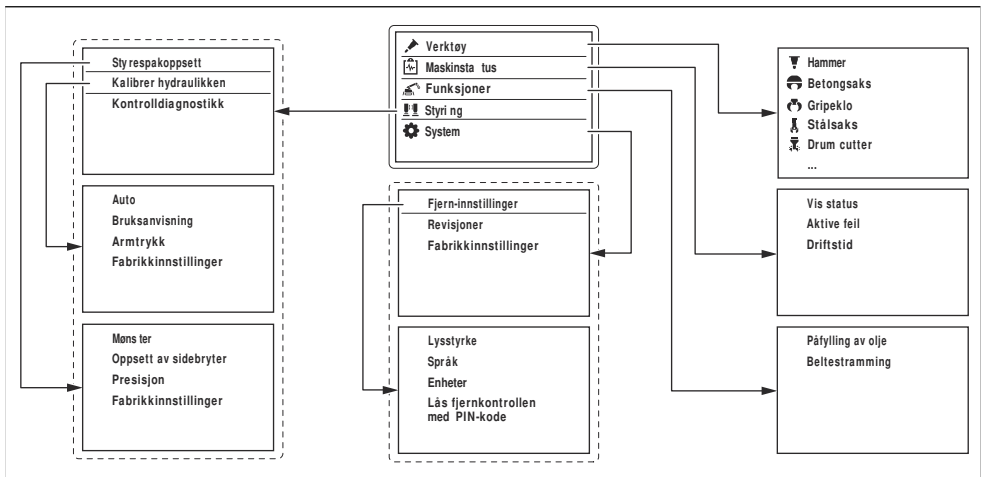 Verktøy
Maskinsta tus
Funksjoner
Styri ng
System
Sty respakoppsett
Kalibrer hydraulikken
Kontrolldiagnostikk
Auto
Bruksanvisning
Armtrykk
Fabrikkinnstillinger
Møns ter
Oppsett av sidebryter
Presisjon
Fabrikkinnstillinger
Fjern-innstillinger
Revisjoner
Fabrikkinnstillinger
Lysstyrke
Språk
Enheter
Lås fjernkontrollen
med PIN-kode
Hammer
Betongsaks
Gripeklo
Stålsaks
Drum cutter
...
Vis status
Aktive feil
Driftstid
Påfylling av olje
Beltestramming